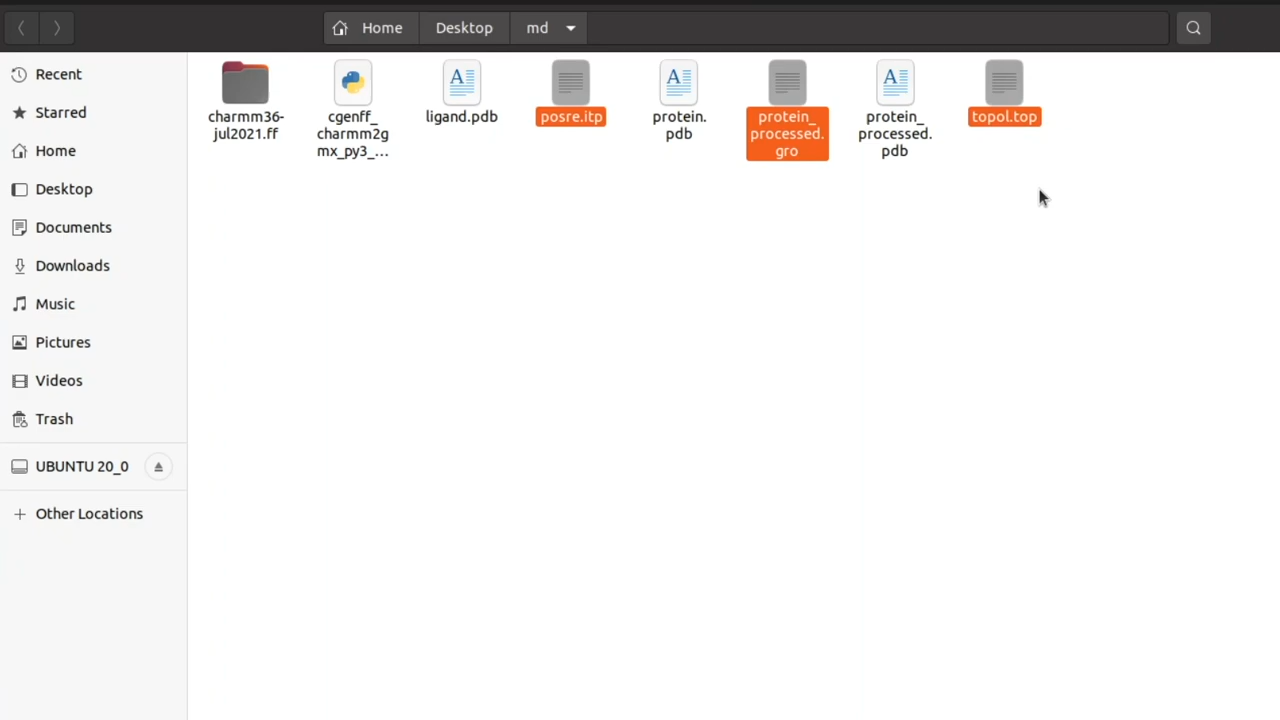 Home
Desktop
md
Recent
Starred
Home
Desktop
Documents
Downloads
Music
Pictures
Videos
Trash
UBUNTU 20_0
Other Locations
charmm36-
jul2021.ff
cgenff_
charmm2g
mx_py3_...
ligand.pdb
posre.itp
protein.
pdb
protein_
processed.
gro
protein_
processed.
pdb
topol.top